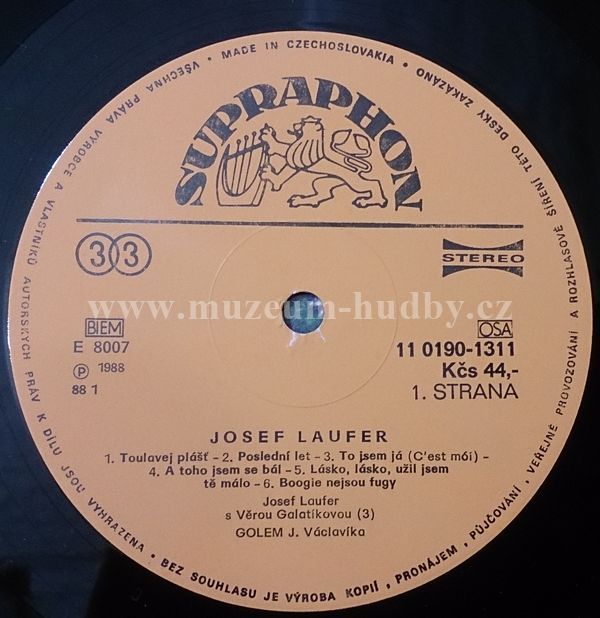 VŠECHNA PRÁVA VÝROBCE A VLASTNÍKŮ AUTORSKÝCH PRÁV K DÍLU JSOU VYHRAZENA • BEZ SOUHLASU JE VÝROBA KOPIÍ, PRONÁJEM, PŮJČOVÁNÍ, VEŘEJNÉ PROVOZOVÁNÍ A ROZHLASOVÉ ŠÍŘENÍ TÉTO DESKY ZAKÁZÁNO • MADE IN CZECHOSLOVAKIA •
SUPRAPHON
33
STEREO
www.muzeum-hudby.cz
BIEM
OSA
E 8007
11 0190-1311
℗ 1988
Kčs 44,-
88 1
1. STRANA
JOSEF LAUFER
1. Toulavej plášť – 2. Poslední let – 3. To jsem já (C'est mói) –
4. A toho jsem se bál – 5. Lásko, lásko, užil jsem
tě málo – 6. Boogie nejsou fugy
Josef Laufer
s Věrou Galatíkovou (3)
GOLEM J. Václavíka